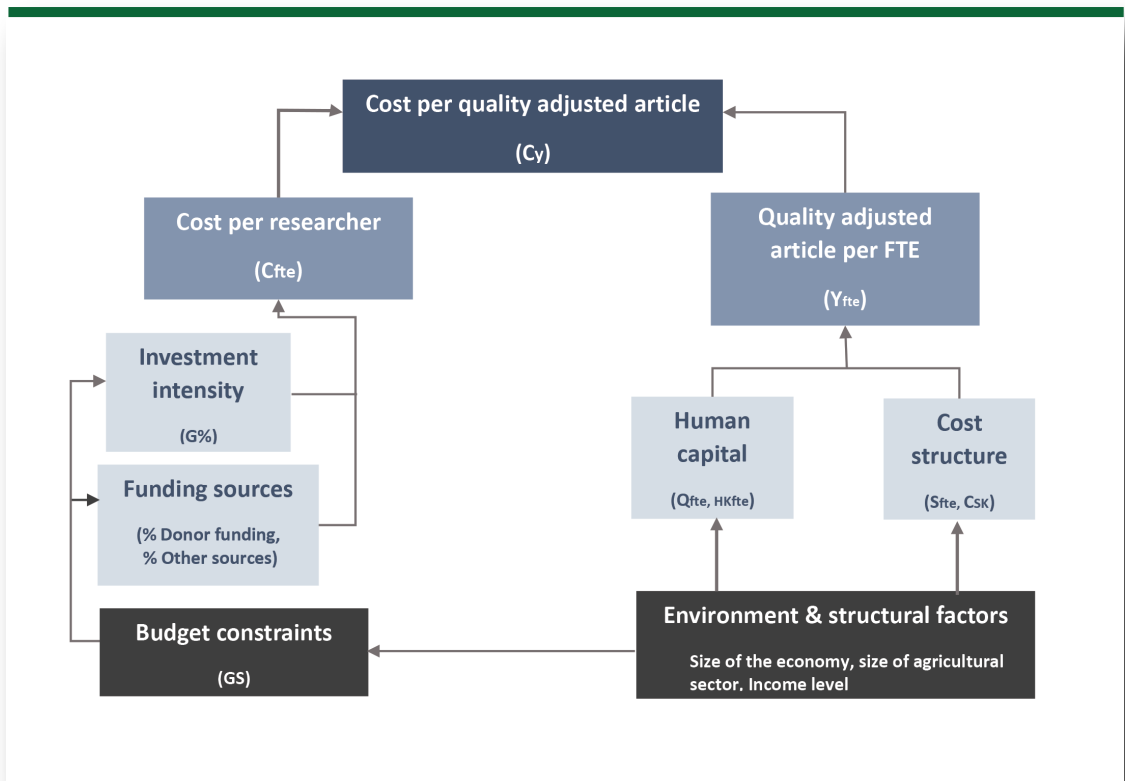 Cost per quality adjusted article
(Cy)
Cost per researcher
(Cfte)
Quality adjusted
article per FTE
(Yfte)
Investment
intensity
(G%)
Funding sources
(% Donor funding,
% Other sources)
Human
capital
(Qfte, HKfte)
Cost
structure
(Sfte, CSK)
Budget constraints
(GS)
Environment & structural factors
Size of the economy, size of agricultural
sector. Income level